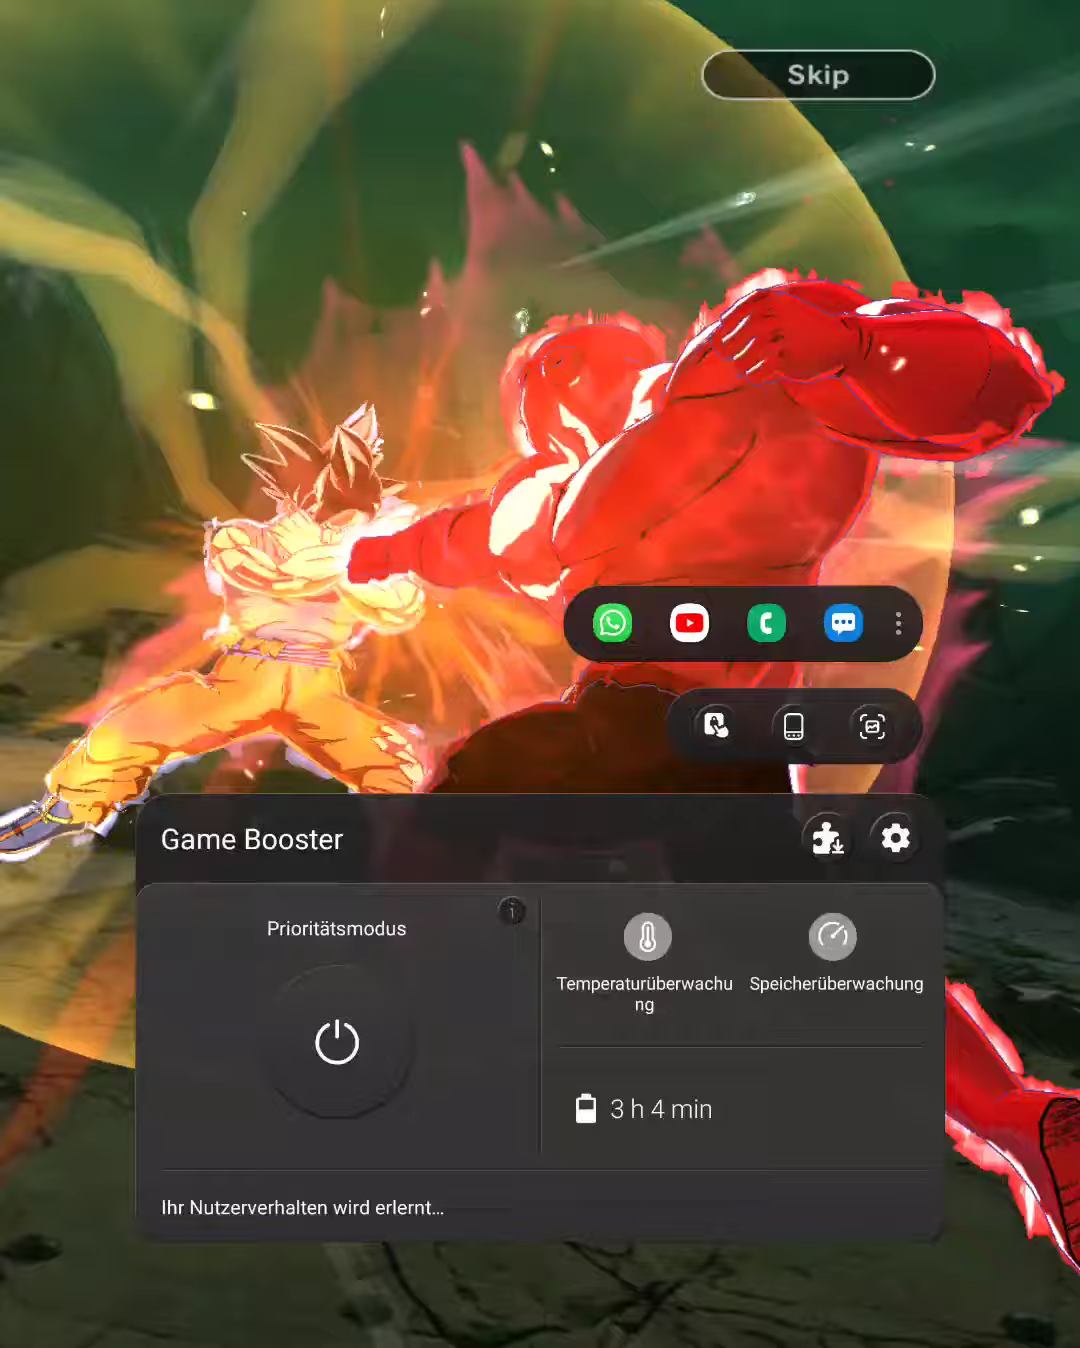 Skip
Game Booster
Prioritätsmodus
Temperaturüberwachu
ng
Speicherüberwachung
3 h 4 min
Ihr Nutzerverhalten wird erlernt...